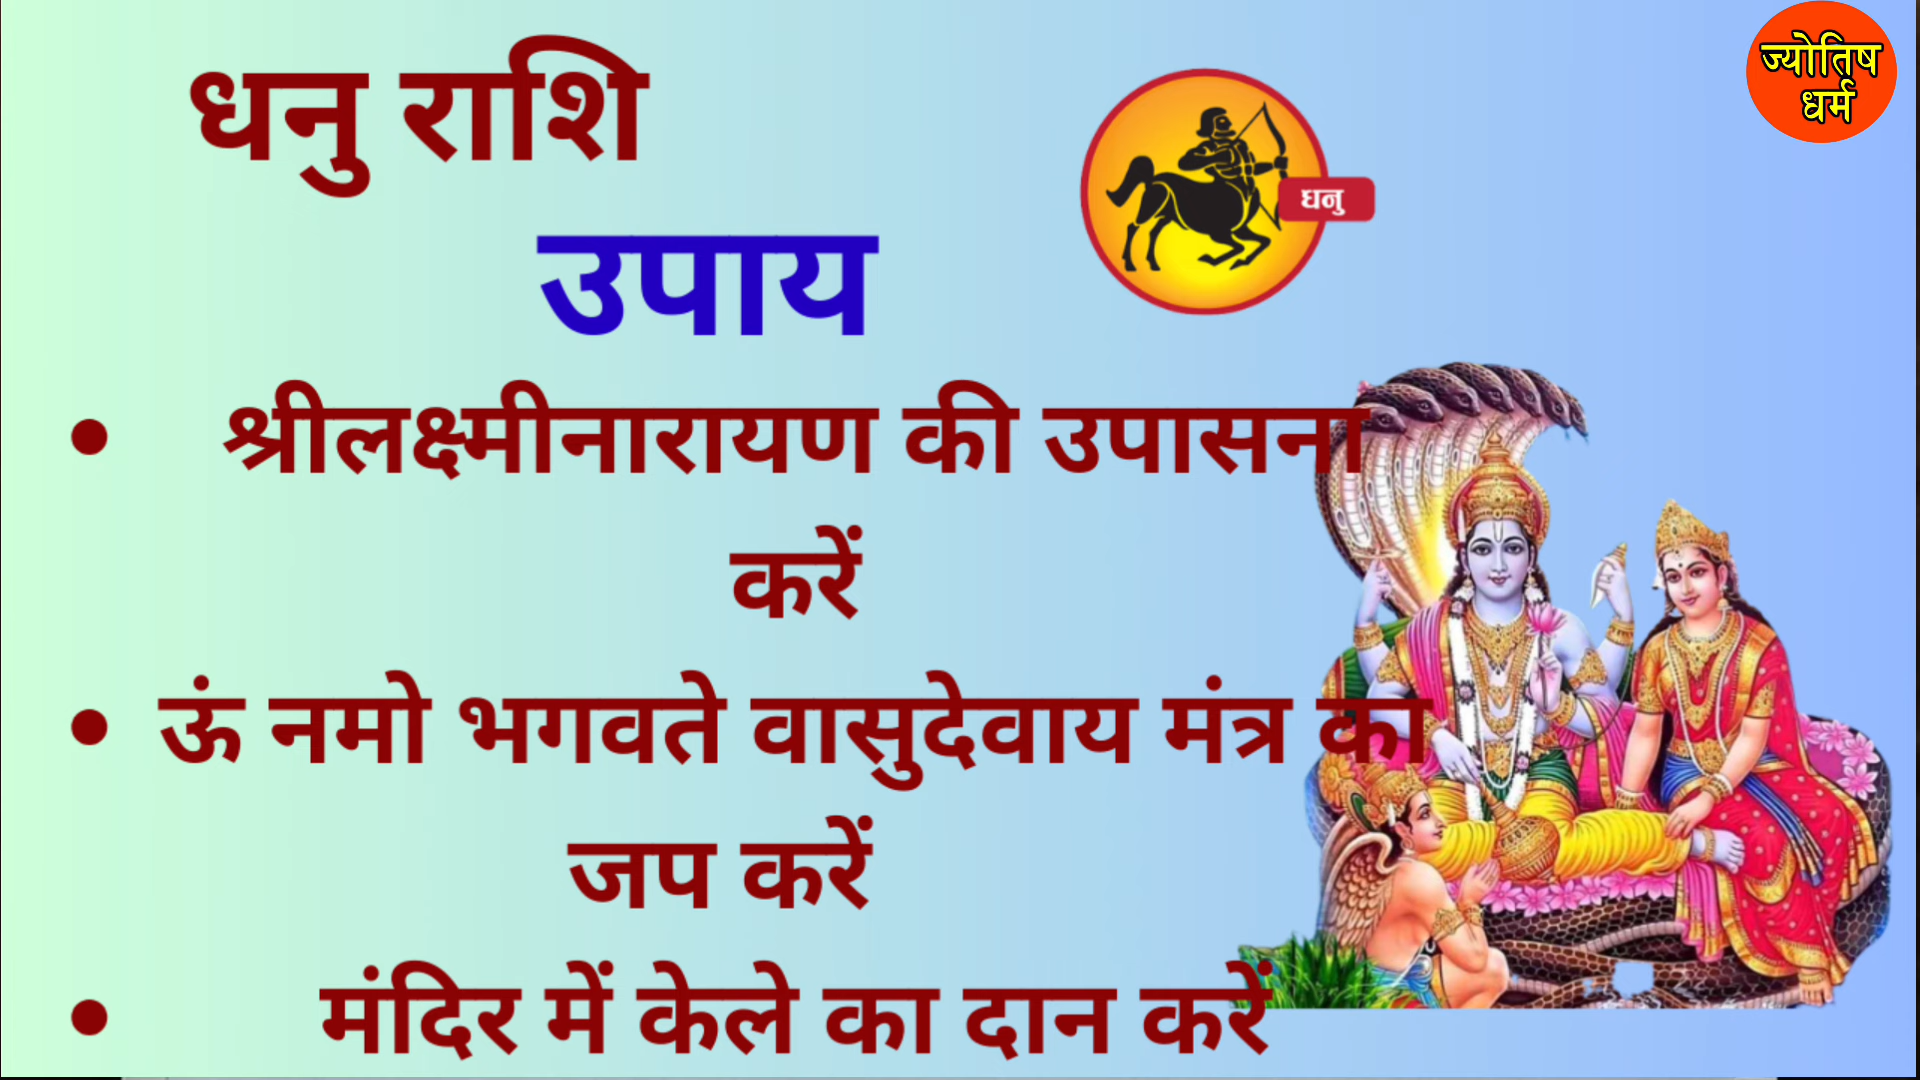 धनु राशि
ज्योतिष
धर्म
धनु
उपाय
• श्रीलक्ष्मीनारायण की उपासना
करें
• ऊं नमो भगवते वासुदेवाय मंत्र का
जप करें
• मंदिर में केले का दान करें